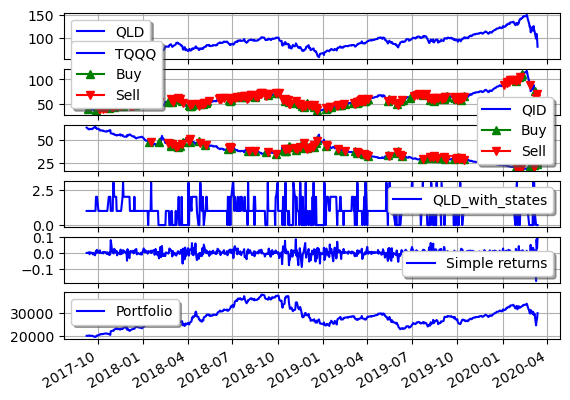 150
100
QLD
TQQQ
Buy
Sell
100
50
QID
Buy
Sell
50
25
2.5
0.0
QLD_with_states
0.1
0.0
−0.1
Simple returns
30000
20000
Portfolio
2017-10
2018-01
2018-04
2018-07
2018-10
2019-01
2019-04
2019-07
2019-10
2020-01
2020-04